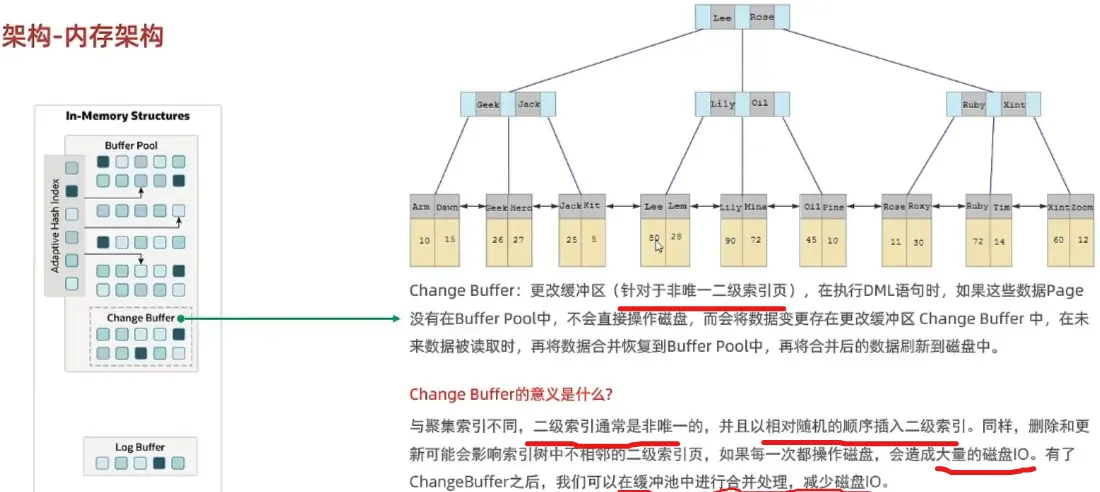 架构-内存架构
In-Memory Structures
Buffer Pool
Adaptive Hash Index
Change Buffer
Log Buffer
Lee Rose
Geek Jack
Lily Oil
Ruby Xint
Arm Dawn Geek Hero Jack Kit Lee Lem Lily Mina Oil Pine Rose Roxy Ruby Tim Xint Zoom
10 15 26 27 25 5 80 28 90 72 45 10 11 30 72 14 60 12
Change Buffer：更改缓冲区（针对于非唯一二级索引页），在执行DML语句时，如果这些数据Page
没有在Buffer Pool中，不会直接操作磁盘，而会将数据变更存在更改缓冲区 Change Buffer 中，在未
来数据被读取时，再将数据合并恢复到Buffer Pool中，再将合并后的数据刷新到磁盘中。
Change Buffer的意义是什么?
与聚集索引不同，二级索引通常是非唯一的，并且以相对随机的顺序插入二级索引。同样，删除和更
新可能会影响索引树中不相邻的二级索引页，如果每一次都操作磁盘，会造成大量的磁盘IO。有了
ChangeBuffer之后，我们可以在缓冲池中进行合并处理，减少磁盘IO。